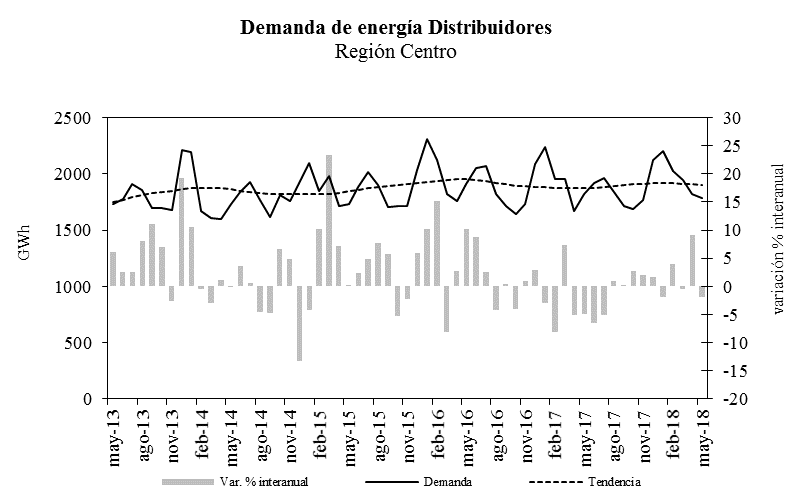 Demanda de energía Distribuidores
Región Centro
GWh
2500
2000
1500
1000
500
0
30
25
20
15
10
5
0
-5
-10
-15
-20
variación % interanual
may-13
ago-13
nov-13
feb-14
may-14
ago-14
nov-14
feb-15
may-15
ago-15
nov-15
feb-16
may-16
ago-16
nov-16
feb-17
may-17
ago-17
nov-17
feb-18
may-18
Var. % interanual Demanda Tendencia